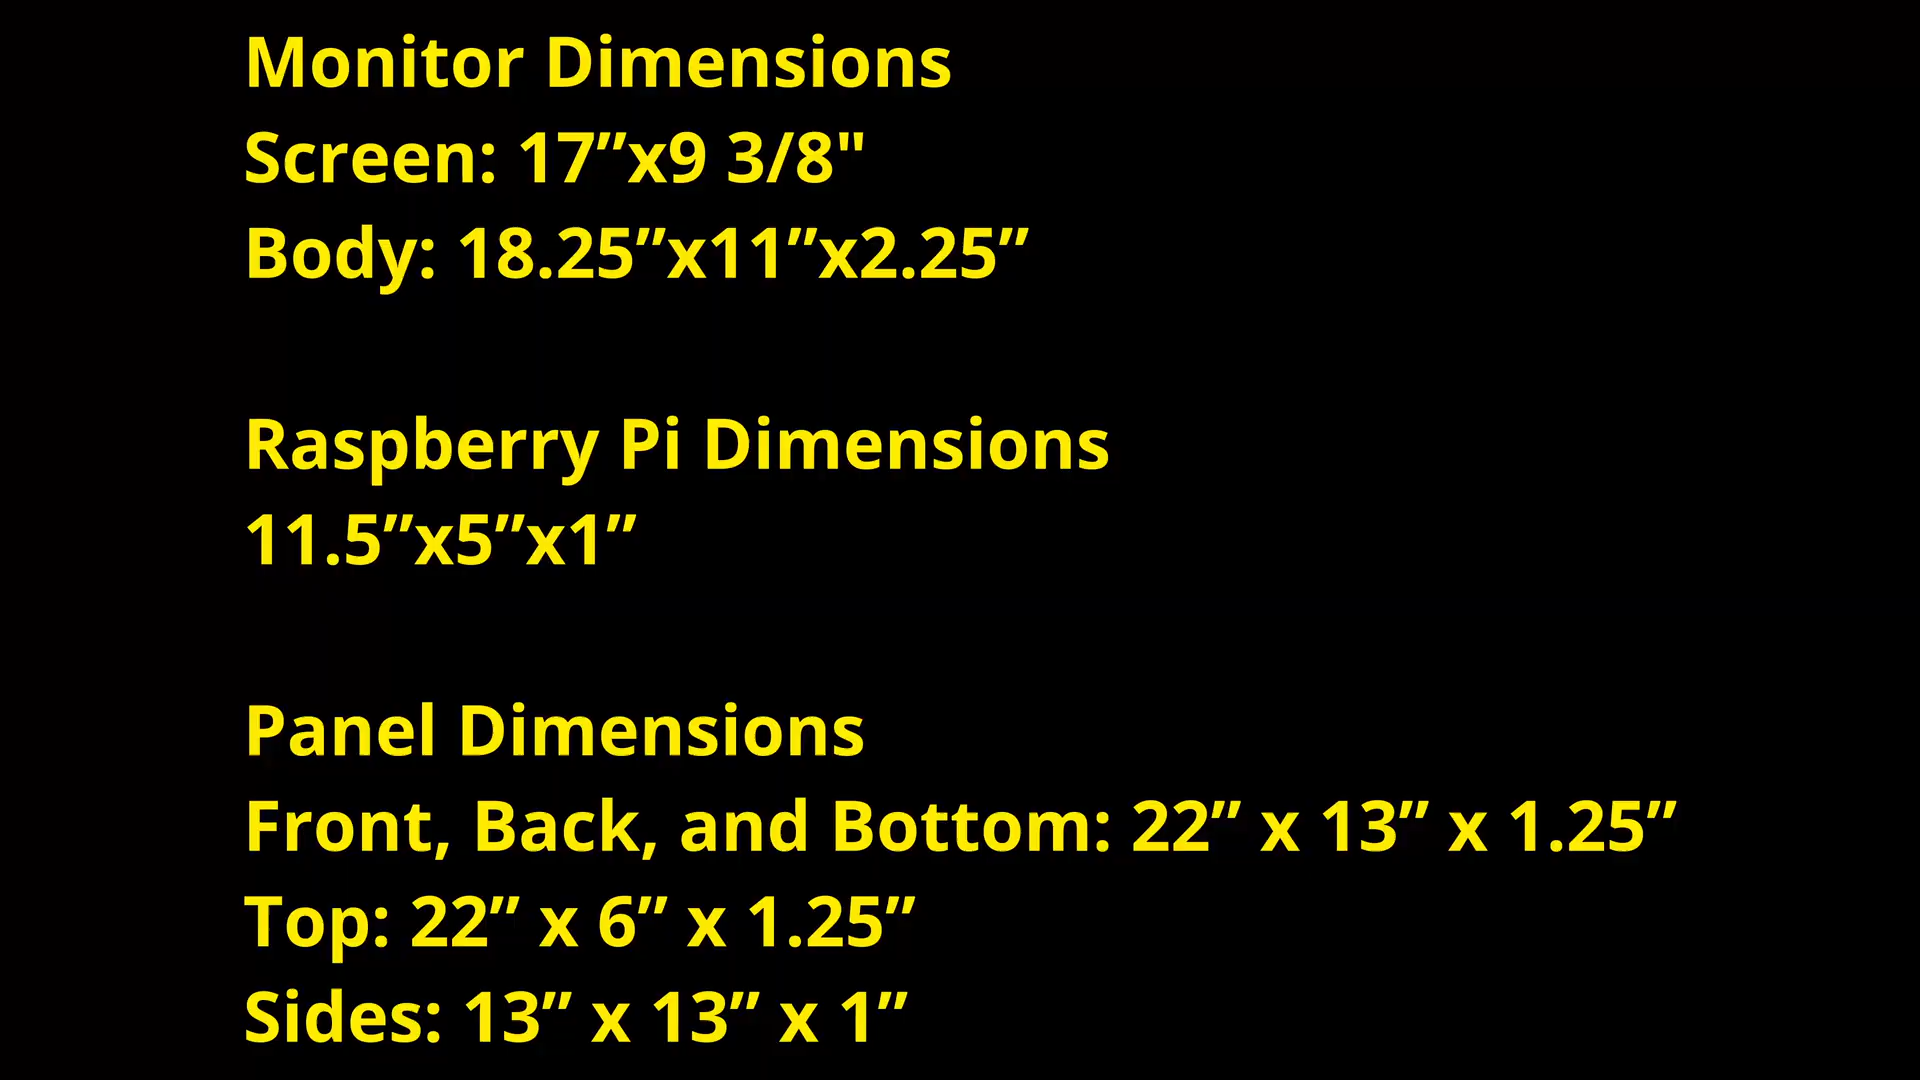 Monitor Dimensions
Screen: 17”x9 3/8"
Body: 18.25”x11”x2.25”
Raspberry Pi Dimensions
11.5”x5”x1”
Panel Dimensions
Front, Back, and Bottom: 22” x 13” x 1.25”
Top: 22” x 6” x 1.25”
Sides: 13” x 13” x 1”